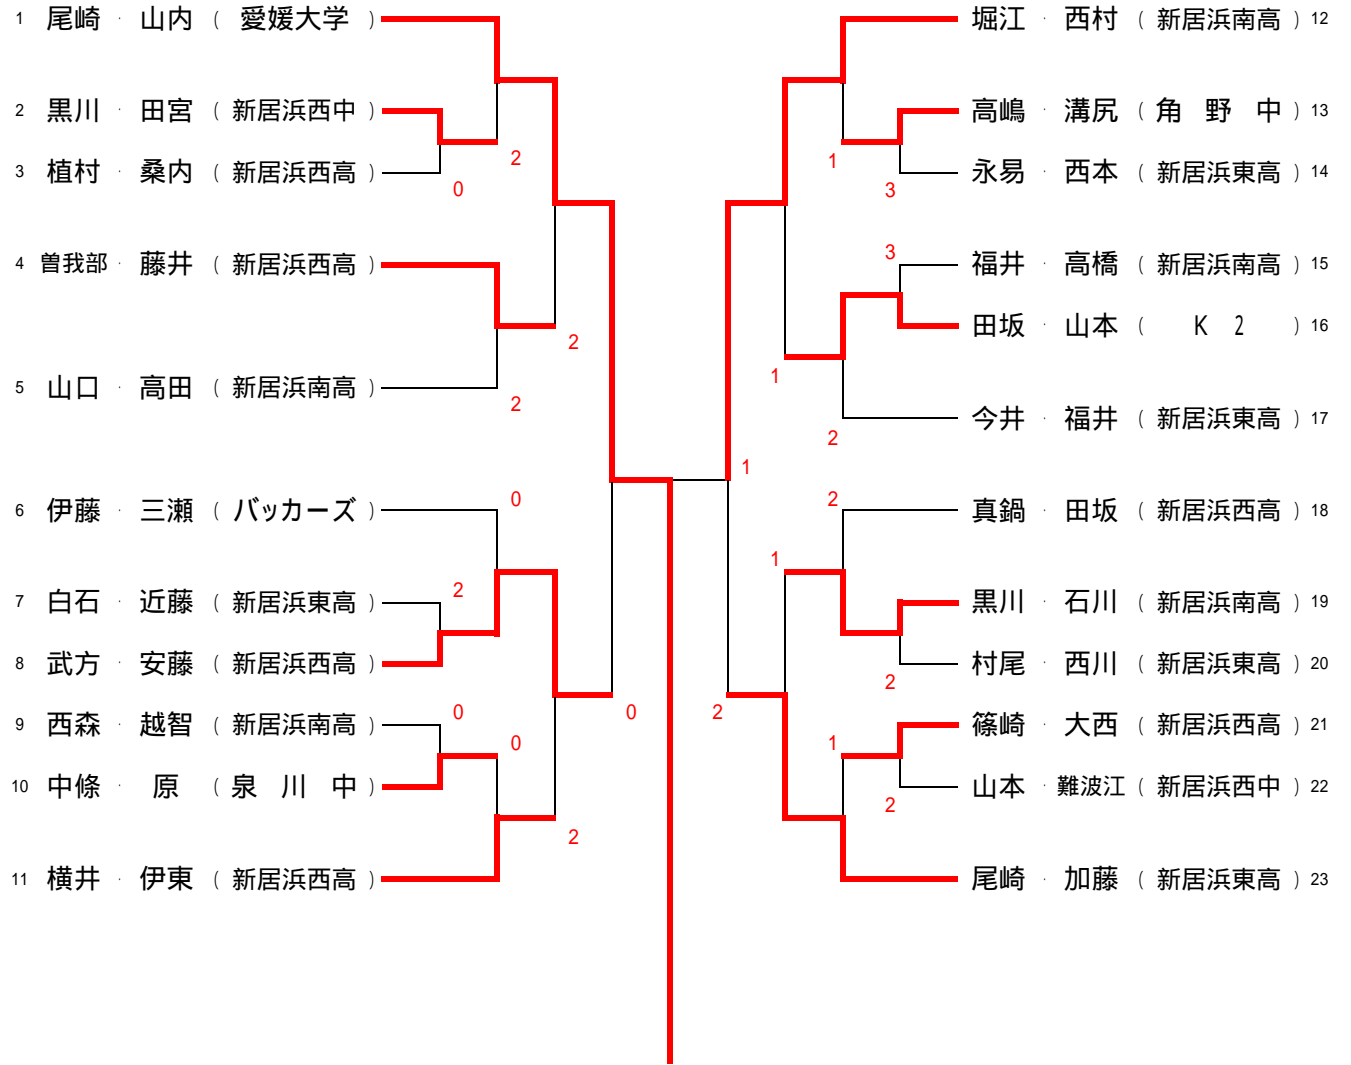 1 尾崎 · 山内 ( 愛媛大学 )
2 黒川 · 田宮 ( 新居浜西中 )
3 植村 · 桑内 ( 新居浜西高 )
2
0
4 曽我部 · 藤井 ( 新居浜西高 )
2
5 山口 · 高田 ( 新居浜南高 )
2
6 伊藤 · 三瀬 ( バッカーズ )
0
7 白石 · 近藤 ( 新居浜東高 )
2
8 武方 · 安藤 ( 新居浜西高 )
0
9 西森 · 越智 ( 新居浜南高 )
0
0
10 中條 · 原 ( 泉 川 中 )
2
11 横井 · 伊東 ( 新居浜西高 )
堀江 · 西村 ( 新居浜南高 ) 12
高嶋 · 溝尻 ( 角 野 中 ) 13
1
永易 · 西本 ( 新居浜東高 ) 14
3
3
福井 · 高橋 ( 新居浜南高 ) 15
田坂 · 山本 ( K 2 ) 16
1
今井 · 福井 ( 新居浜東高 ) 17
2
1
2
真鍋 · 田坂 ( 新居浜西高 ) 18
1
黒川 · 石川 ( 新居浜南高 ) 19
村尾 · 西川 ( 新居浜東高 ) 20
2
2
篠崎 · 大西 ( 新居浜西高 ) 21
1
山本 · 難波江 ( 新居浜西中 ) 22
2
尾崎 · 加藤 ( 新居浜東高 ) 23